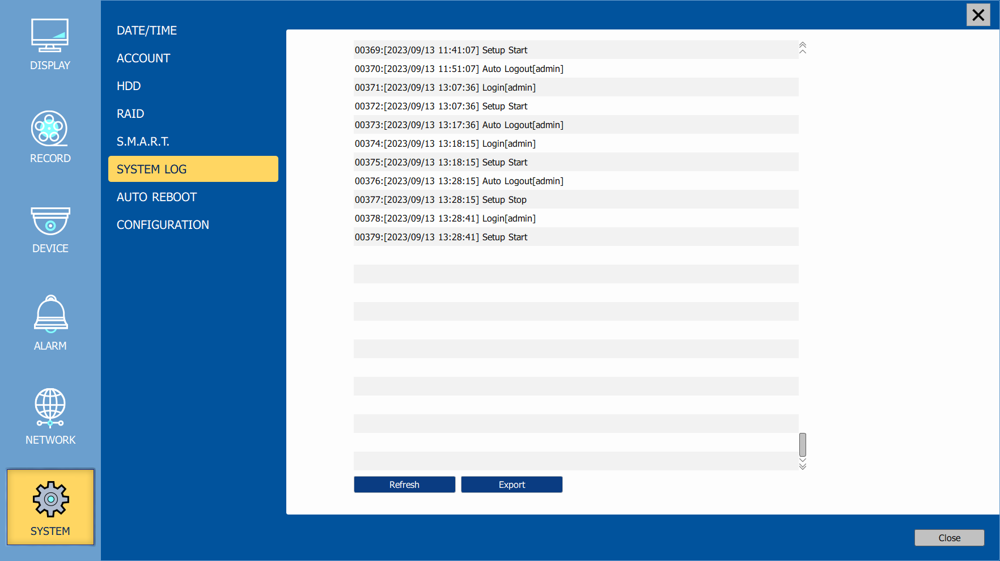 DISPLAY
RECORD
DEVICE
ALARM
NETWORK
SYSTEM
DATE/TIME
ACCOUNT
HDD
RAID
S.M.A.R.T.
SYSTEM LOG
AUTO REBOOT
CONFIGURATION
00369:[2023/09/13 11:41:07] Setup Start
00370:[2023/09/13 11:51:07] Auto Logout[admin]
00371:[2023/09/13 13:07:36] Login[admin]
00372:[2023/09/13 13:07:36] Setup Start
00373:[2023/09/13 13:17:36] Auto Logout[admin]
00374:[2023/09/13 13:18:15] Login[admin]
00375:[2023/09/13 13:18:15] Setup Start
00376:[2023/09/13 13:28:15] Auto Logout[admin]
00377:[2023/09/13 13:28:15] Setup Stop
00378:[2023/09/13 13:28:41] Login[admin]
00379:[2023/09/13 13:28:41] Setup Start
Refresh
Export
Close